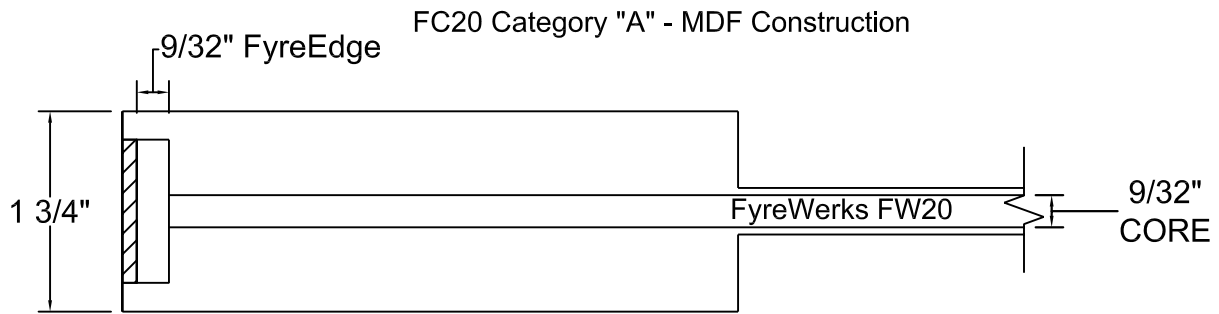 FC20 Category "A" - MDF Construction
9/32" FyreEdge
1 3/4"
FyreWerks FW20
9/32"
CORE